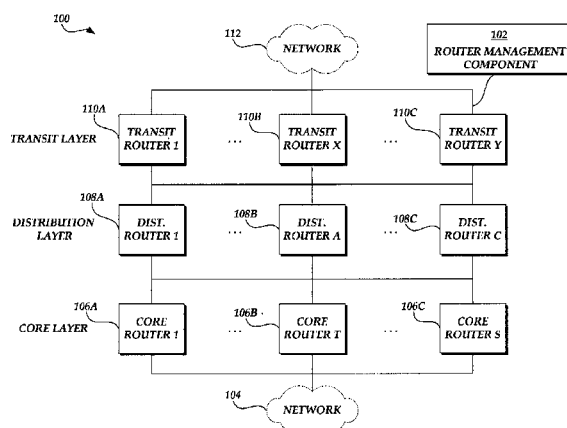 100
112
NETWORK
102
ROUTER MANAGEMENT
COMPONENT
110A
110B
110C
TRANSIT LAYER
TRANSIT
ROUTER 1
...
TRANSIT
ROUTER X
...
TRANSIT
ROUTER Y
108A
108B
108C
DISTRIBUTION
LAYER
DIST.
ROUTER 1
...
DIST.
ROUTER A
...
DIST.
ROUTER C
106A
106B
106C
CORE LAYER
CORE
ROUTER 1
...
CORE
ROUTER T
...
CORE
ROUTER S
104
NETWORK